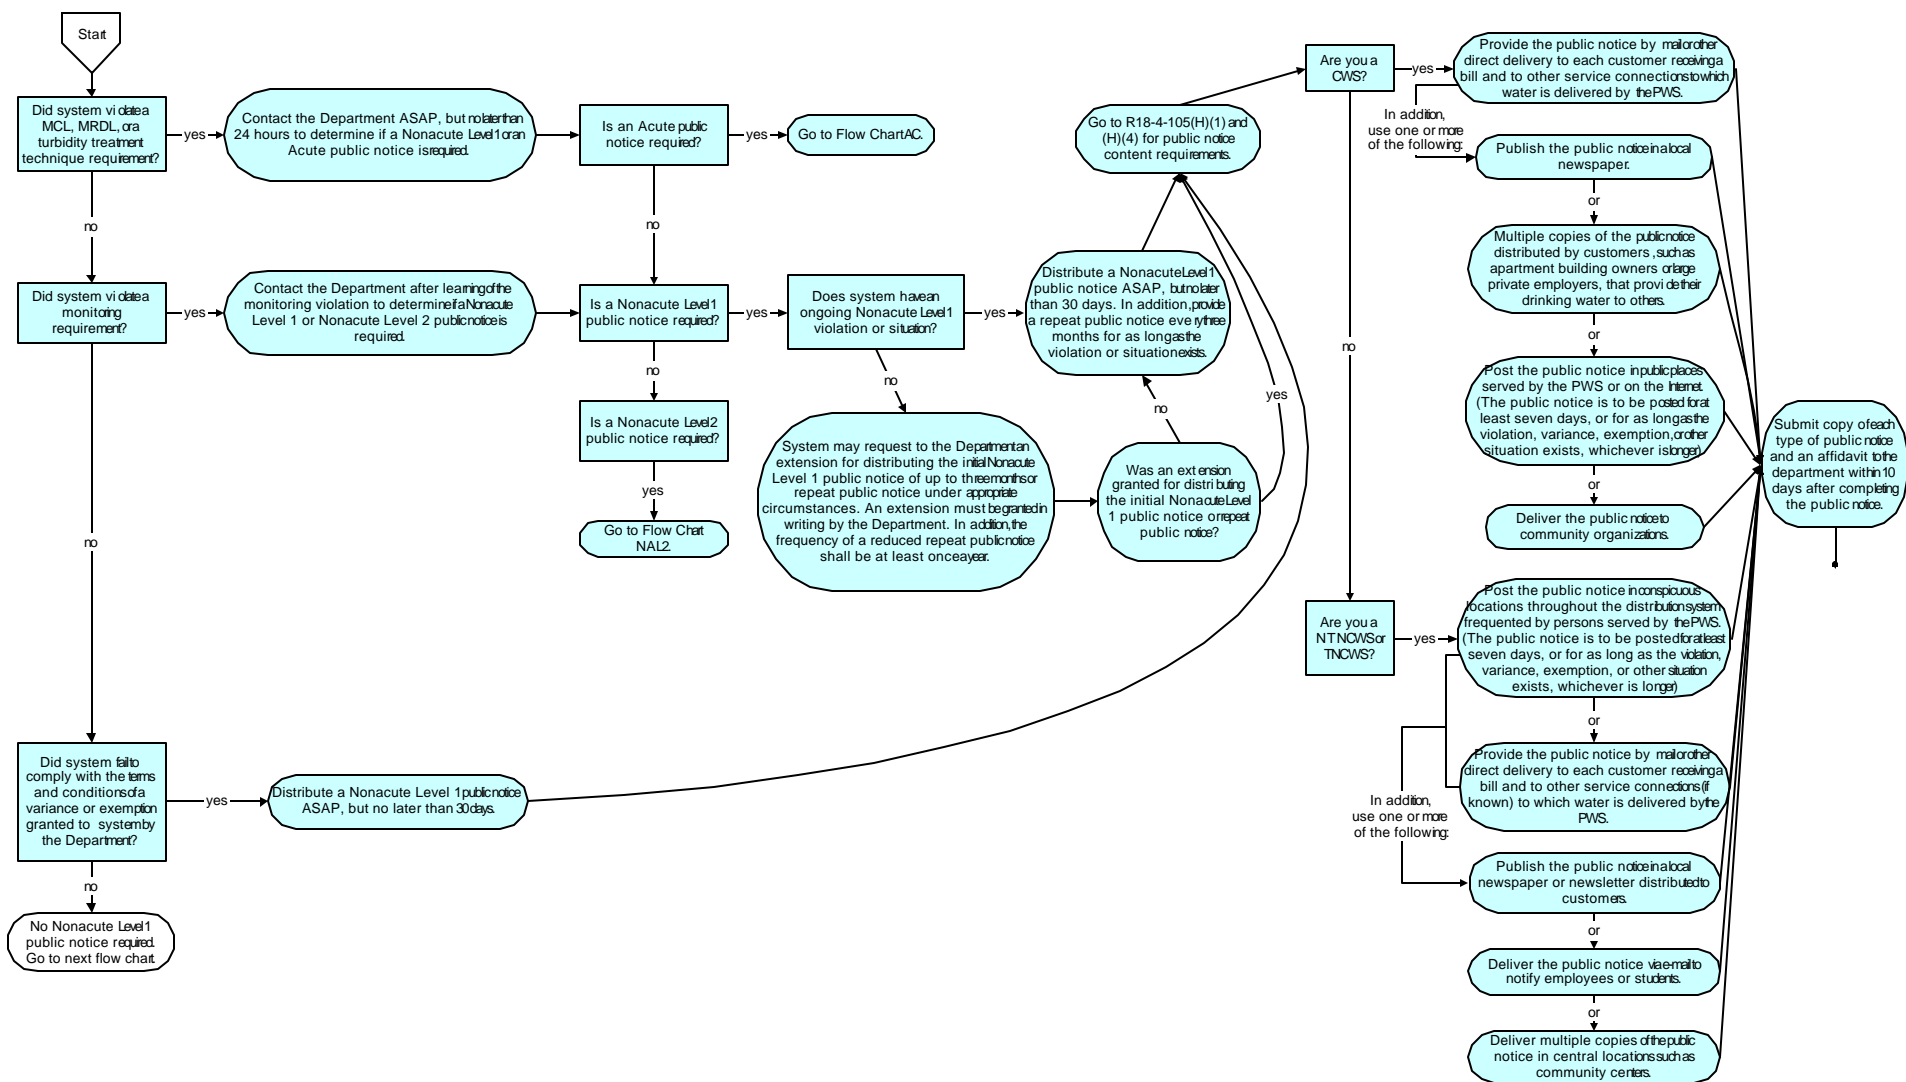 Start
Did system violate a
MCL, MRDL, or a
turbidity treatment
technique requirement?
yes
Contact the Department ASAP, but no later than
24 hours to determine if a Nonacute Level 1 or an
Acute public notice is required.
Is an Acute public
notice required?
yes
Go to Flow Chart AC.
no
no
Did system violate a
monitoring
requirement?
yes
Contact the Department after learning of the
monitoring violation to determine if a Nonacute
Level 1 or Nonacute Level 2 public notice is
required.
Is a Nonacute Level 1
public notice required?
yes
Does system have an
ongoing Nonacute Level 1
violation or situation?
yes
Distribute a Nonacute Level 1
public notice ASAP, but no later
than 30 days. In addition, provide
a repeat public notice every three
months for as long as the
violation or situation exists.
no
Is a Nonacute Level 2
public notice required?
yes
Go to Flow Chart
NAL2.
no
System may request to the Department an
extension for distributing the initial Nonacute
Level 1 public notice of up to three months or
repeat public notice under appropriate
circumstances. An extension must be granted in
writing by the Department. In addition, the
frequency of a reduced repeat public notice
shall be at least once a year.
Was an extension
granted for distributing
the initial Nonacute Level
1 public notice or repeat
public notice?
no
yes
Go to R18-4-105(H)(1) and
(H)(4) for public notice
content requirements.
no
Did system fail to
comply with the terms
and conditions of a
variance or exemption
granted to system by
the Department?
yes
Distribute a Nonacute Level 1 public notice
ASAP, but no later than 30 days.
no
No Nonacute Level 1
public notice required.
Go to next flow chart.
Are you a
CWS?
yes
Provide the public notice by mail or other
direct delivery to each customer receiving a
bill and to other service connections to which
water is delivered by the PWS.
In addition,
use one or more
of the following:
Publish the public notice in a local
newspaper.
or
Multiple copies of the public notice
distributed by customers, such as
apartment building owners or large
private employers, that provide their
drinking water to others.
or
Post the public notice in public places
served by the PWS or on the Internet.
(The public notice is to be posted for at
least seven days, or for as long as the
violation, variance, exemption, or other
situation exists, whichever is longer)
or
Deliver the public notice to
community organizations.
no
Are you a
NTNCWS or
TNCWS?
yes
Post the public notice in conspicuous
locations throughout the distribution system
frequented by persons served by the PWS.
(The public notice is to be posted for at least
seven days, or for as long as the violation,
variance, exemption, or other situation
exists, whichever is longer)
or
Provide the public notice by mail or other
direct delivery to each customer receiving a
bill and to other service connections (if
known) to which water is delivered by the
PWS.
In addition,
use one or more
of the following:
Publish the public notice in a local
newspaper or newsletter distributed to
customers.
or
Deliver the public notice via e-mail to
notify employees or students.
or
Deliver multiple copies of the public
notice in central locations such as
community centers.
Submit copy of each
type of public notice
and an affidavit to the
department within 10
days after completing
the public notice.